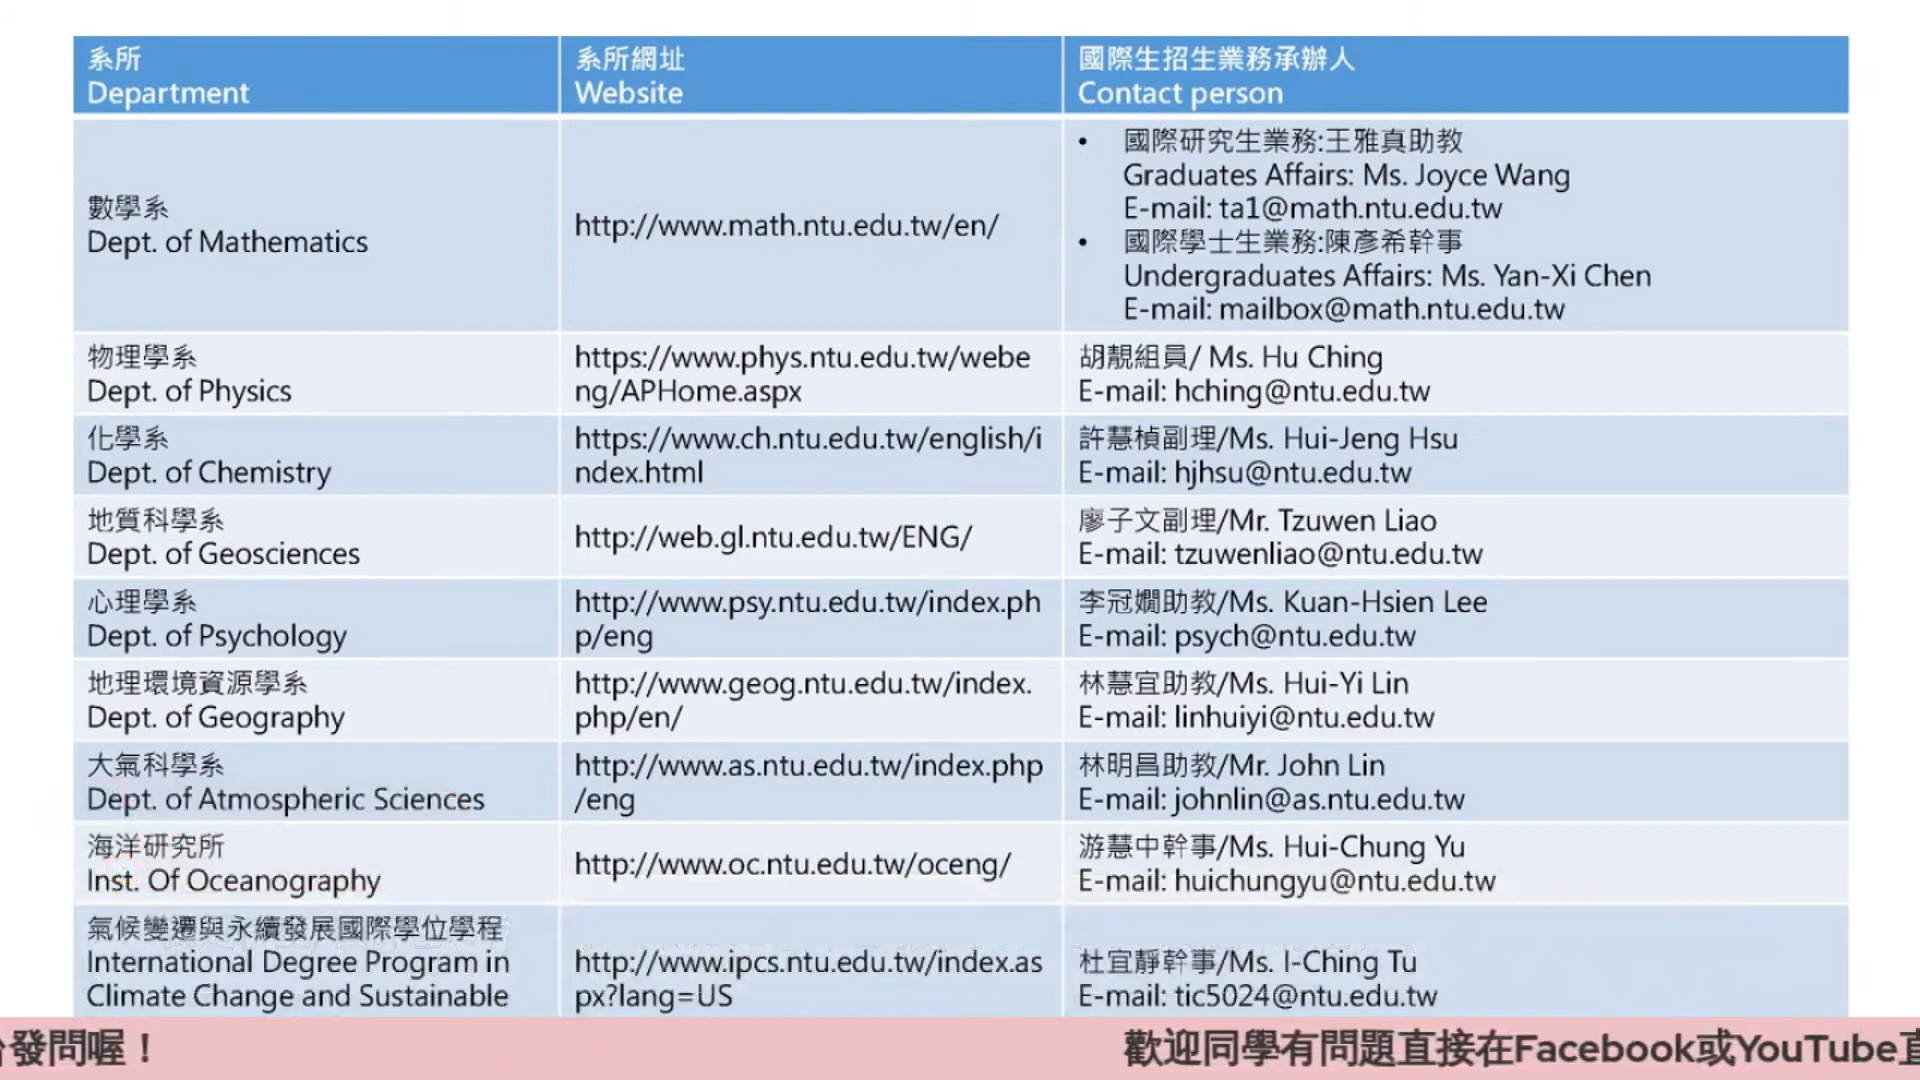 系所
Department
系所網址
Website
國際生招生業務承辦人
Contact person
數學系
Dept. of Mathematics
http://www.math.ntu.edu.tw/en/
• 國際研究生業務:王雅真助教
Graduates Affairs: Ms. Joyce Wang
E-mail: ta1@math.ntu.edu.tw
• 國際學士生業務:陳彥希幹事
Undergraduates Affairs: Ms. Yan-Xi Chen
E-mail: mailbox@math.ntu.edu.tw
物理學系
Dept. of Physics
https://www.phys.ntu.edu.tw/webe
ng/APHome.aspx
胡靚組員/ Ms. Hu Ching
E-mail: hching@ntu.edu.tw
化學系
Dept. of Chemistry
https://www.ch.ntu.edu.tw/english/i
ndex.html
許慧楨副理/Ms. Hui-Jeng Hsu
E-mail: hjhsu@ntu.edu.tw
地質科學系
Dept. of Geosciences
http://web.gl.ntu.edu.tw/ENG/
廖子文副理/Mr. Tzuwen Liao
E-mail: tzuwenliao@ntu.edu.tw
心理學系
Dept. of Psychology
http://www.psy.ntu.edu.tw/index.ph
p/eng
李冠嫺助教/Ms. Kuan-Hsien Lee
E-mail: psych@ntu.edu.tw
地理環境資源學系
Dept. of Geography
http://www.geog.ntu.edu.tw/index.
php/en/
林慧宜助教/Ms. Hui-Yi Lin
E-mail: linhuiyi@ntu.edu.tw
大氣科學系
Dept. of Atmospheric Sciences
http://www.as.ntu.edu.tw/index.php
/eng
林明昌助教/Mr. John Lin
E-mail: johnlin@as.ntu.edu.tw
海洋研究所
Inst. Of Oceanography
http://www.oc.ntu.edu.tw/oceng/
游慧中幹事/Ms. Hui-Chung Yu
E-mail: huichungyu@ntu.edu.tw
氣候變遷與永續發展國際學位學程
International Degree Program in
Climate Change and Sustainable
http://www.ipcs.ntu.edu.tw/index.as
px?lang=US
杜宜靜幹事/Ms. I-Ching Tu
E-mail: tic5024@ntu.edu.tw
發問喔！
歡迎同學有問題直接在Facebook或YouTube直